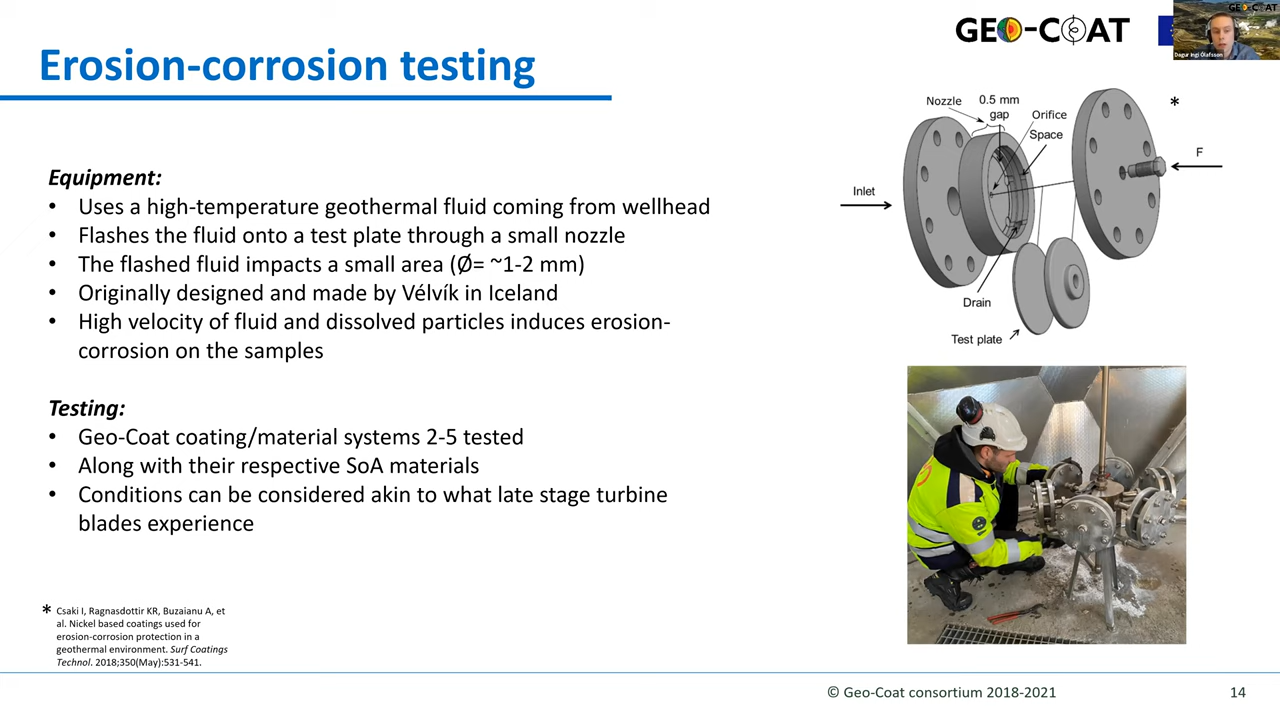 GEO-COAT
GEO-COAT
Dagur Ingi Ólafsson
Erosion-corrosion testing
Equipment:
• Uses a high-temperature geothermal fluid coming from wellhead
• Flashes the fluid onto a test plate through a small nozzle
• The flashed fluid impacts a small area (Ø= ~1-2 mm)
• Originally designed and made by Vélvík in Iceland
• High velocity of fluid and dissolved particles induces erosion-
corrosion on the samples
Testing:
• Geo-Coat coating/material systems 2-5 tested
• Along with their respective SoA materials
• Conditions can be considered akin to what late stage turbine
blades experience
*
Nozzle
0.5 mm
gap
Orifice
Space
F
Inlet
Drain
Test plate
* Csaki I, Ragnasdottir KR, Buzaianu A, et
al. Nickel based coatings used for
erosion-corrosion protection in a
geothermal environment. Surf Coatings
Technol. 2018;350(May):531-541.
© Geo-Coat consortium 2018-2021
14